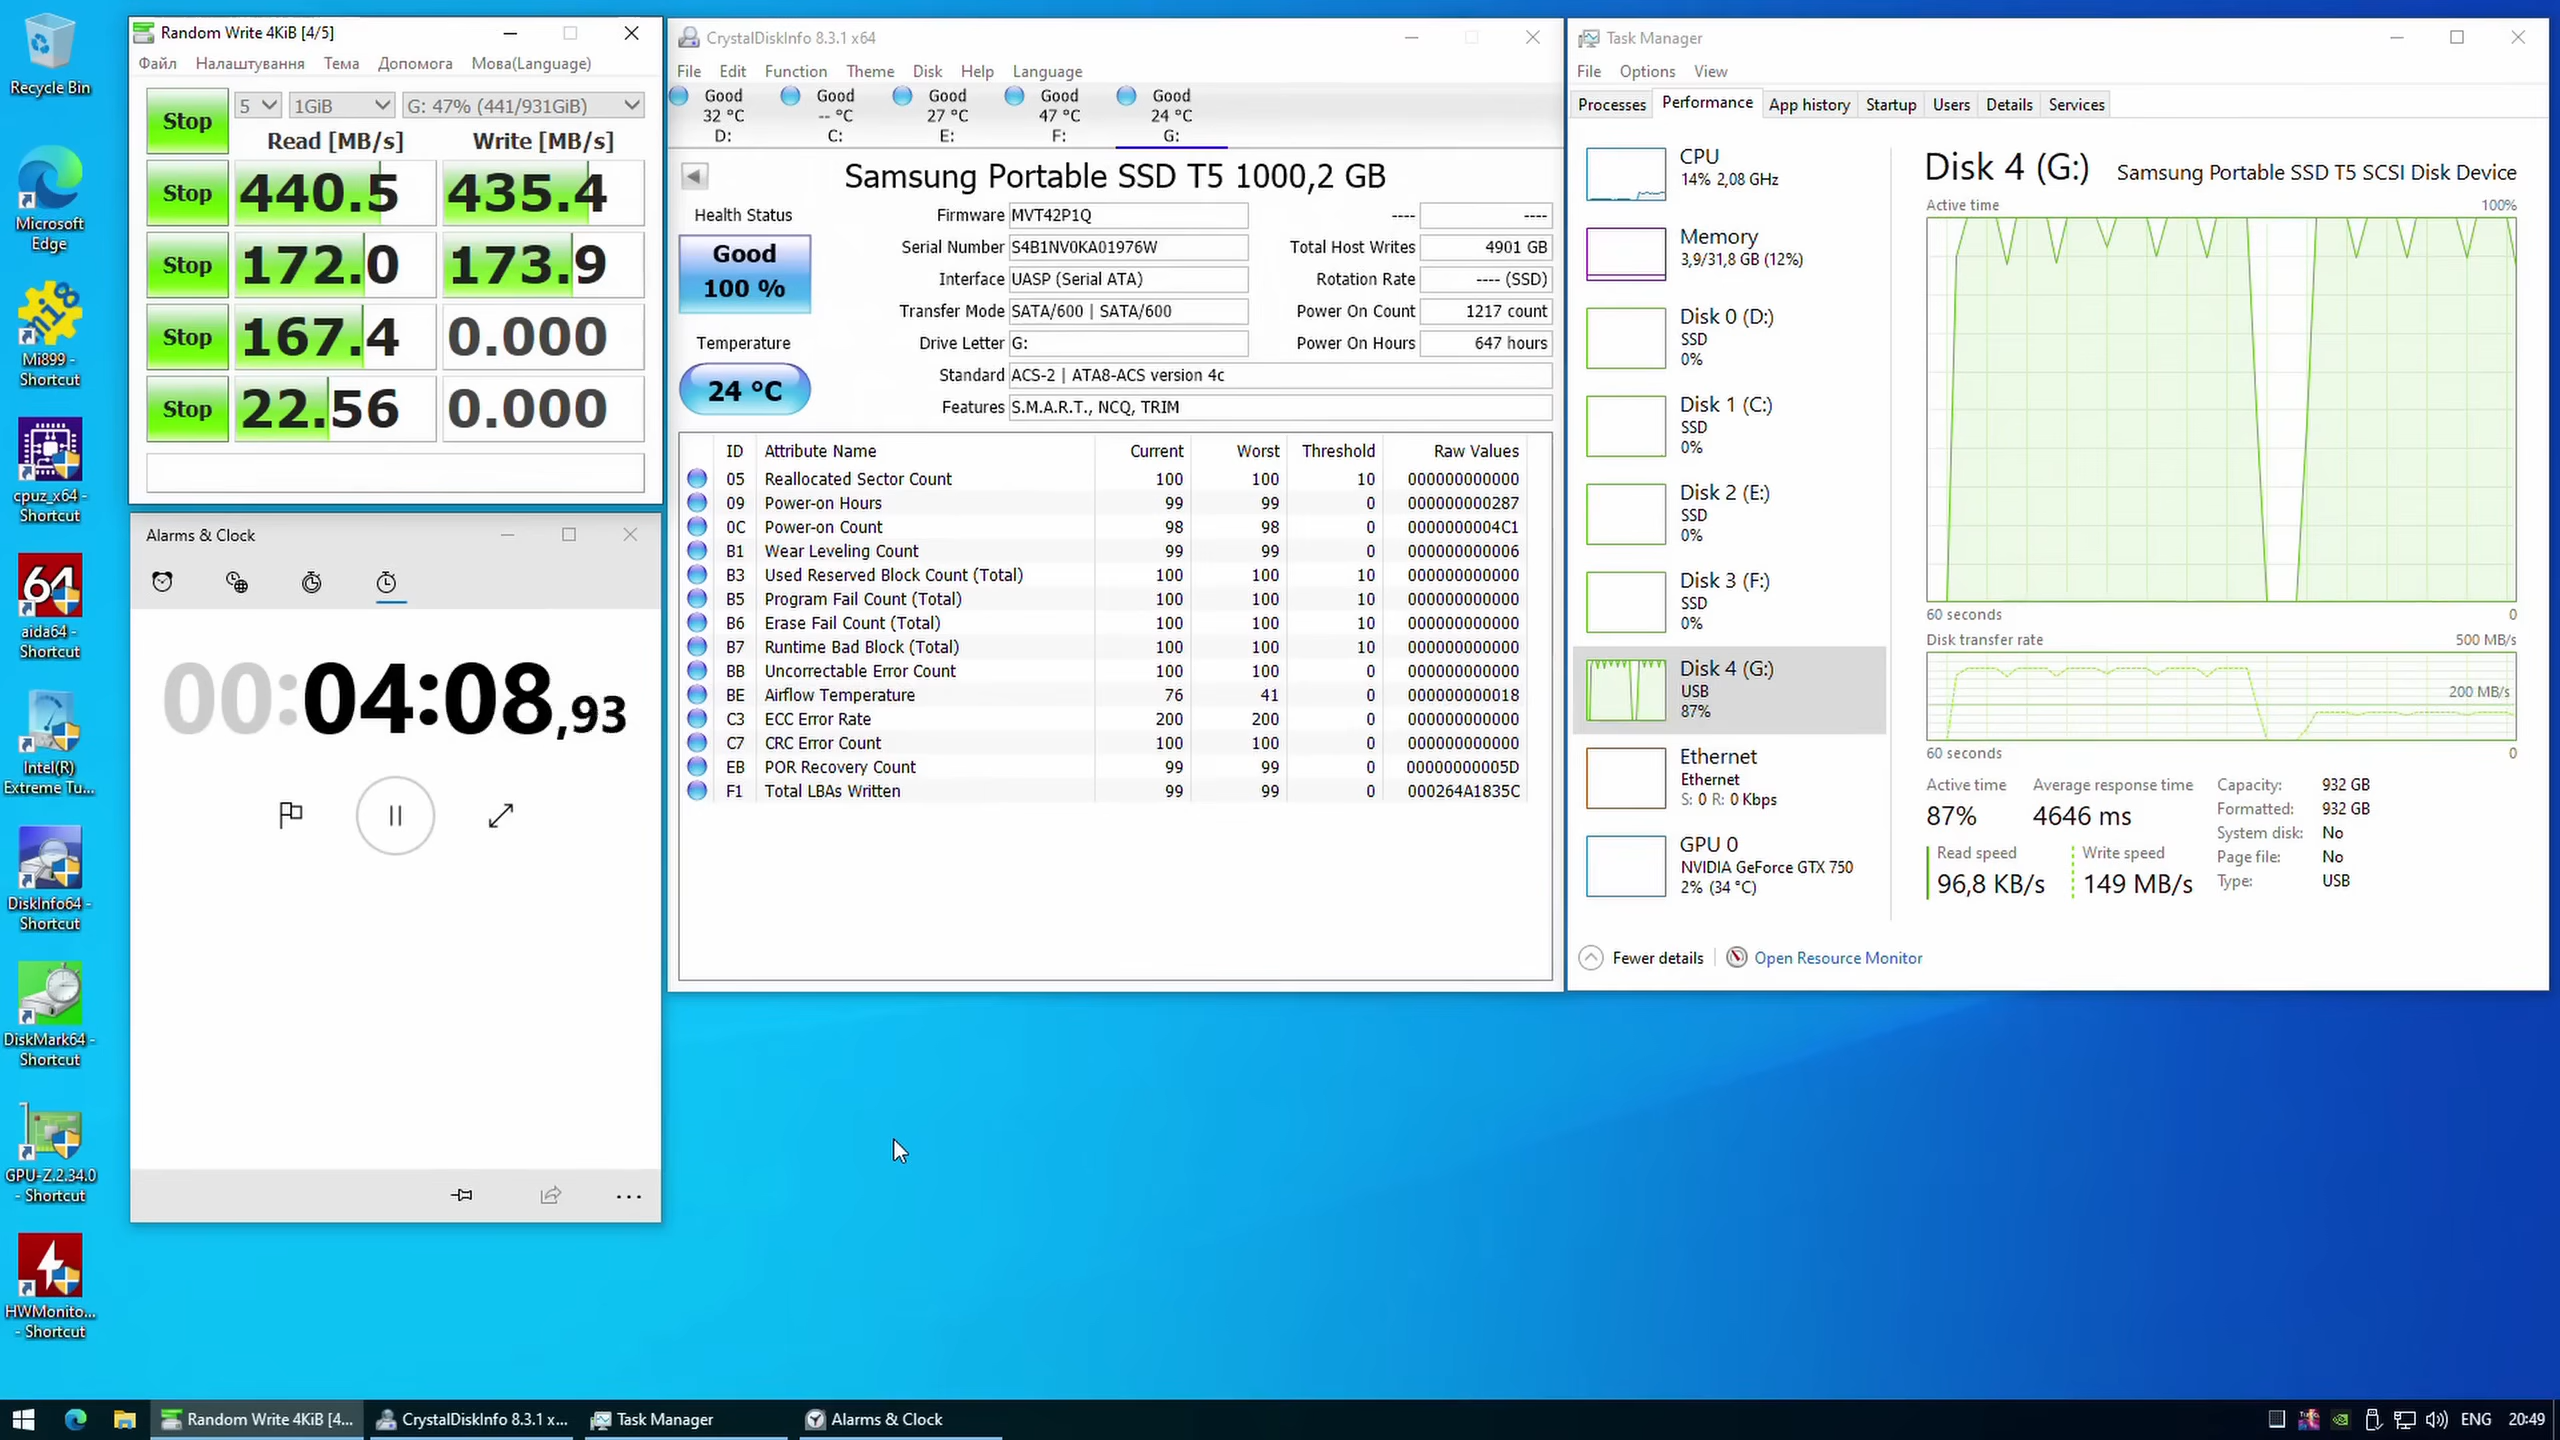 Recycle Bin
Microsoft Edge
Mi899 - Shortcut
cpuz_x64 - Shortcut
aida64 - Shortcut
Intel(R) Extreme Tu...
DiskInfo64 - Shortcut
DiskMark64 - Shortcut
GPU-Z.2.34.0 - Shortcut
HWMonito... - Shortcut
Random Write 4KiB [4/5]
Файл Налаштування Тема Допомога Мова(Language)
Stop 5 1GiB G: 47% (441/931GiB)
Read [MB/s] Write [MB/s]
Stop 440.5 435.4
Stop 172.0 173.9
Stop 167.4 0.000
Stop 22.56 0.000
Alarms & Clock
00:04:08,93
CrystalDiskInfo 8.3.1 x64
File Edit Function Theme Disk Help Language
Good Good Good Good Good
32 °C -- °C 27 °C 47 °C 24 °C
D: C: E: F: G:
Samsung Portable SSD T5 1000,2 GB
Health Status
Good
100 %
Temperature
24 °C
Firmware MVT42P1Q ---- ----
Serial Number S4B1NV0KA01976W Total Host Writes 4901 GB
Interface UASP (Serial ATA) Rotation Rate ---- (SSD)
Transfer Mode SATA/600 | SATA/600 Power On Count 1217 count
Drive Letter G: Power On Hours 647 hours
Standard ACS-2 | ATA8-ACS version 4c
Features S.M.A.R.T., NCQ, TRIM
ID Attribute Name Current Worst Threshold Raw Values
05 Reallocated Sector Count 100 100 10 000000000000
09 Power-on Hours 99 99 0 000000000287
0C Power-on Count 98 98 0 0000000004C1
B1 Wear Leveling Count 99 99 0 000000000006
B3 Used Reserved Block Count (Total) 100 100 10 000000000000
B5 Program Fail Count (Total) 100 100 10 000000000000
B6 Erase Fail Count (Total) 100 100 10 000000000000
B7 Runtime Bad Block (Total) 100 100 10 000000000000
BB Uncorrectable Error Count 100 100 0 000000000000
BE Airflow Temperature 76 41 0 000000000018
C3 ECC Error Rate 200 200 0 000000000000
C7 CRC Error Count 100 100 0 000000000000
EB POR Recovery Count 99 99 0 00000000005D
F1 Total LBAs Written 99 99 0 000264A1835C
Task Manager
File Options View
Processes Performance App history Startup Users Details Services
CPU
14% 2,08 GHz
Memory
3,9/31,8 GB (12%)
Disk 0 (D:)
SSD
0%
Disk 1 (C:)
SSD
0%
Disk 2 (E:)
SSD
0%
Disk 3 (F:)
SSD
0%
Disk 4 (G:)
USB
87%
Ethernet
Ethernet
S: 0 R: 0 Kbps
GPU 0
NVIDIA GeForce GTX 750
2% (34 °C)
Disk 4 (G:) Samsung Portable SSD T5 SCSI Disk Device
Active time 100%
60 seconds 0
Disk transfer rate 500 MB/s
200 MB/s
60 seconds 0
Active time Average response time
87% 4646 ms
Read speed Write speed
96,8 KB/s 149 MB/s
Capacity: 932 GB
Formatted: 932 GB
System disk: No
Page file: No
Type: USB
Fewer details Open Resource Monitor
Random Write 4KiB [4... CrystalDiskInfo 8.3.1 x... Task Manager Alarms & Clock ENG 20:49